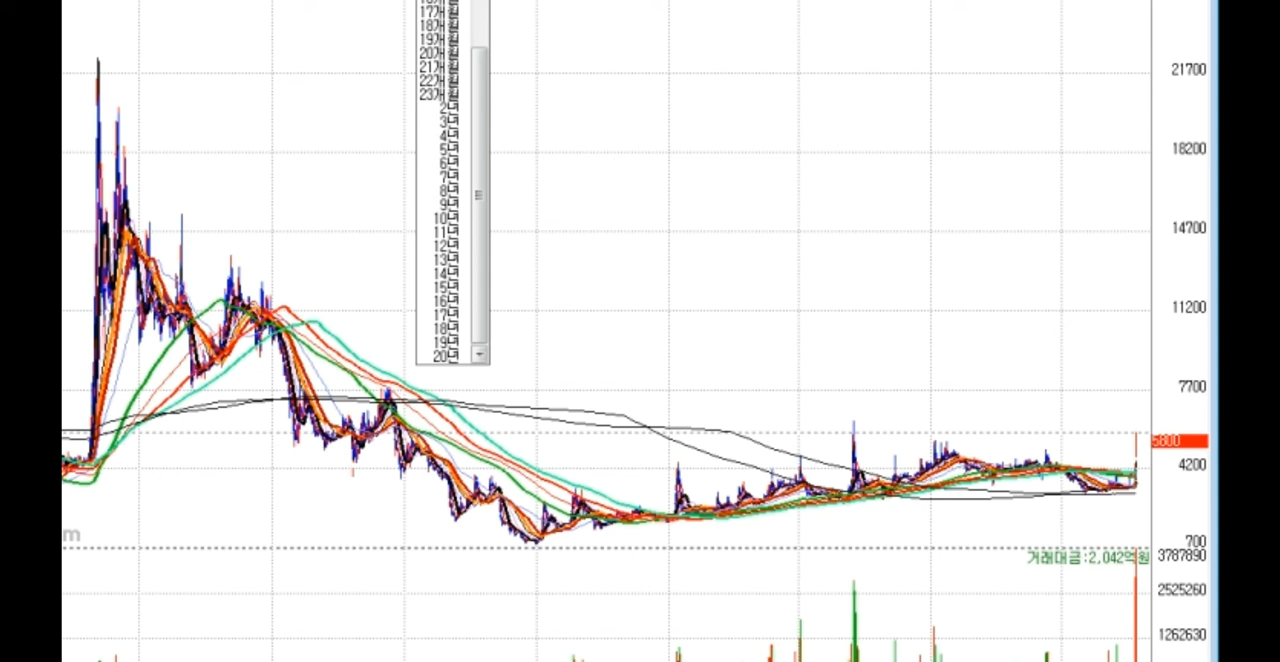 17개월
18개월
19개월
20개월
21개월
22개월
23개월
2년
3년
4년
5년
6년
7년
8년
9년
10년
11년
12년
13년
14년
15년
16년
17년
18년
19년
20년
21700
18200
14700
11200
7700
5800
4200
700
m
거래대금:2,042억원
3787890
2525260
1262630